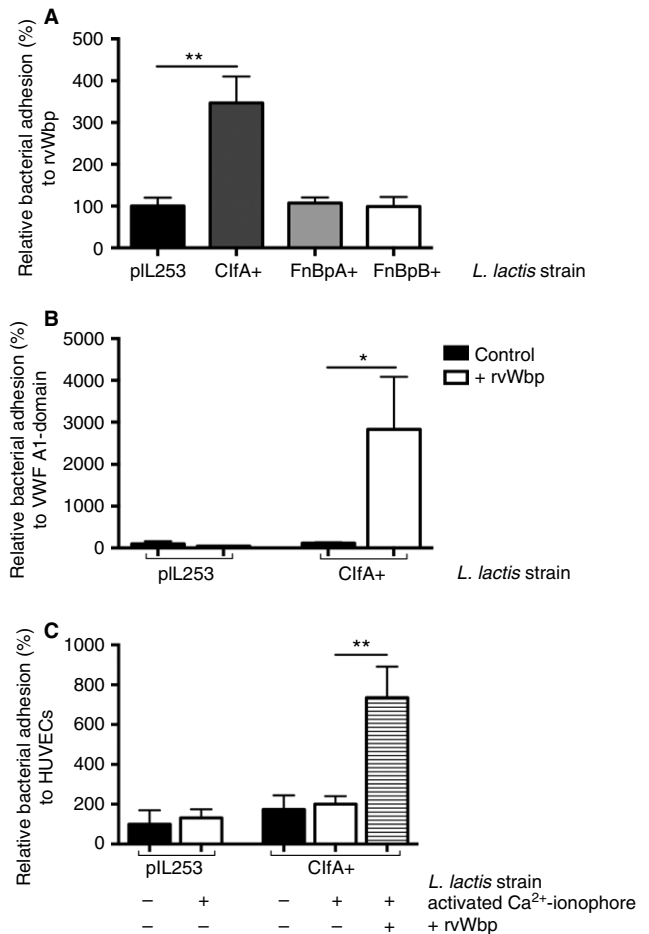 A
Relative bacterial adhesion (%)
to rvWbp
500
400
300
200
100
0
**
pIL253 ClfA+ FnBpA+ FnBpB+ L. lactis strain
B
Relative bacterial adhesion (%)
to VWF A1-domain
5000
4000
3000
2000
1000
0
*
Control
+ rvWbp
pIL253 ClfA+ L. lactis strain
C
Relative bacterial adhesion (%)
to HUVECs
1000
800
600
400
200
0
**
pIL253 ClfA+
L. lactis strain
– + – + + activated Ca²⁺-ionophore
– – – – + + rvWbp